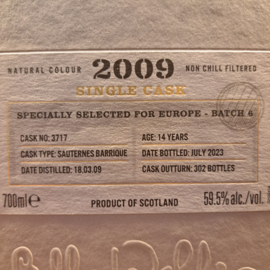 NATURAL COLOUR 2009 NON CHILL FILTERED
SINGLE CASK
SPECIALLY SELECTED FOR EUROPE - BATCH 6
CASK NO: 3717 AGE: 14 YEARS
CASK TYPE: SAUTERNES BARRIQUE DATE BOTTLED: JULY 2023
DATE DISTILLED: 18.03.09 CASK OUTTURN: 302 BOTTLES
700ml℮ PRODUCT OF SCOTLAND 59.5% alc./vol.